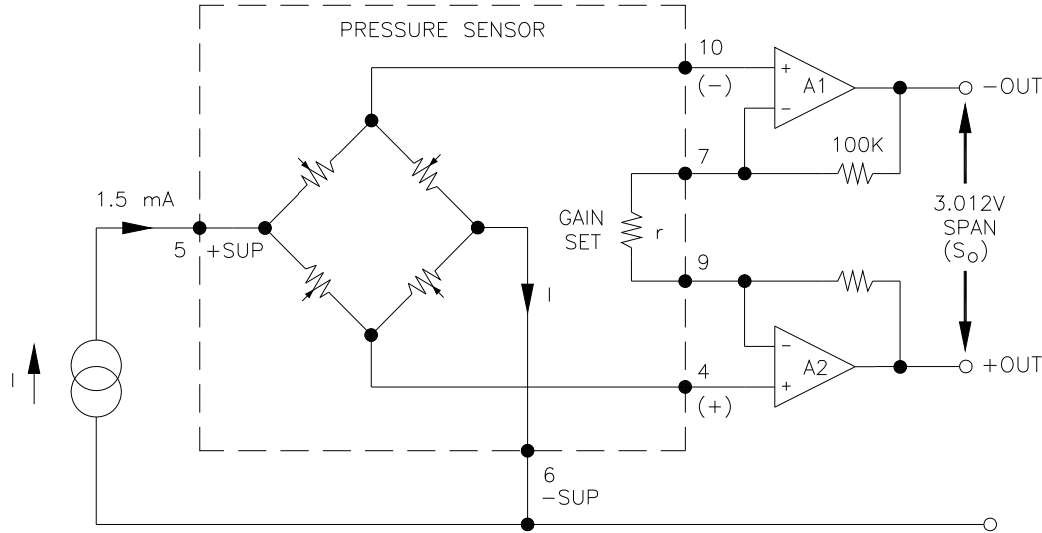 PRESSURE SENSOR
10
(-)
+
A1
-
-OUT
100K
7
1.5 mA
GAIN
SET
r
3.012V
SPAN
(So)
5
+SUP
9
I
I
-
A2
+
+OUT
4
(+)
6
-SUP